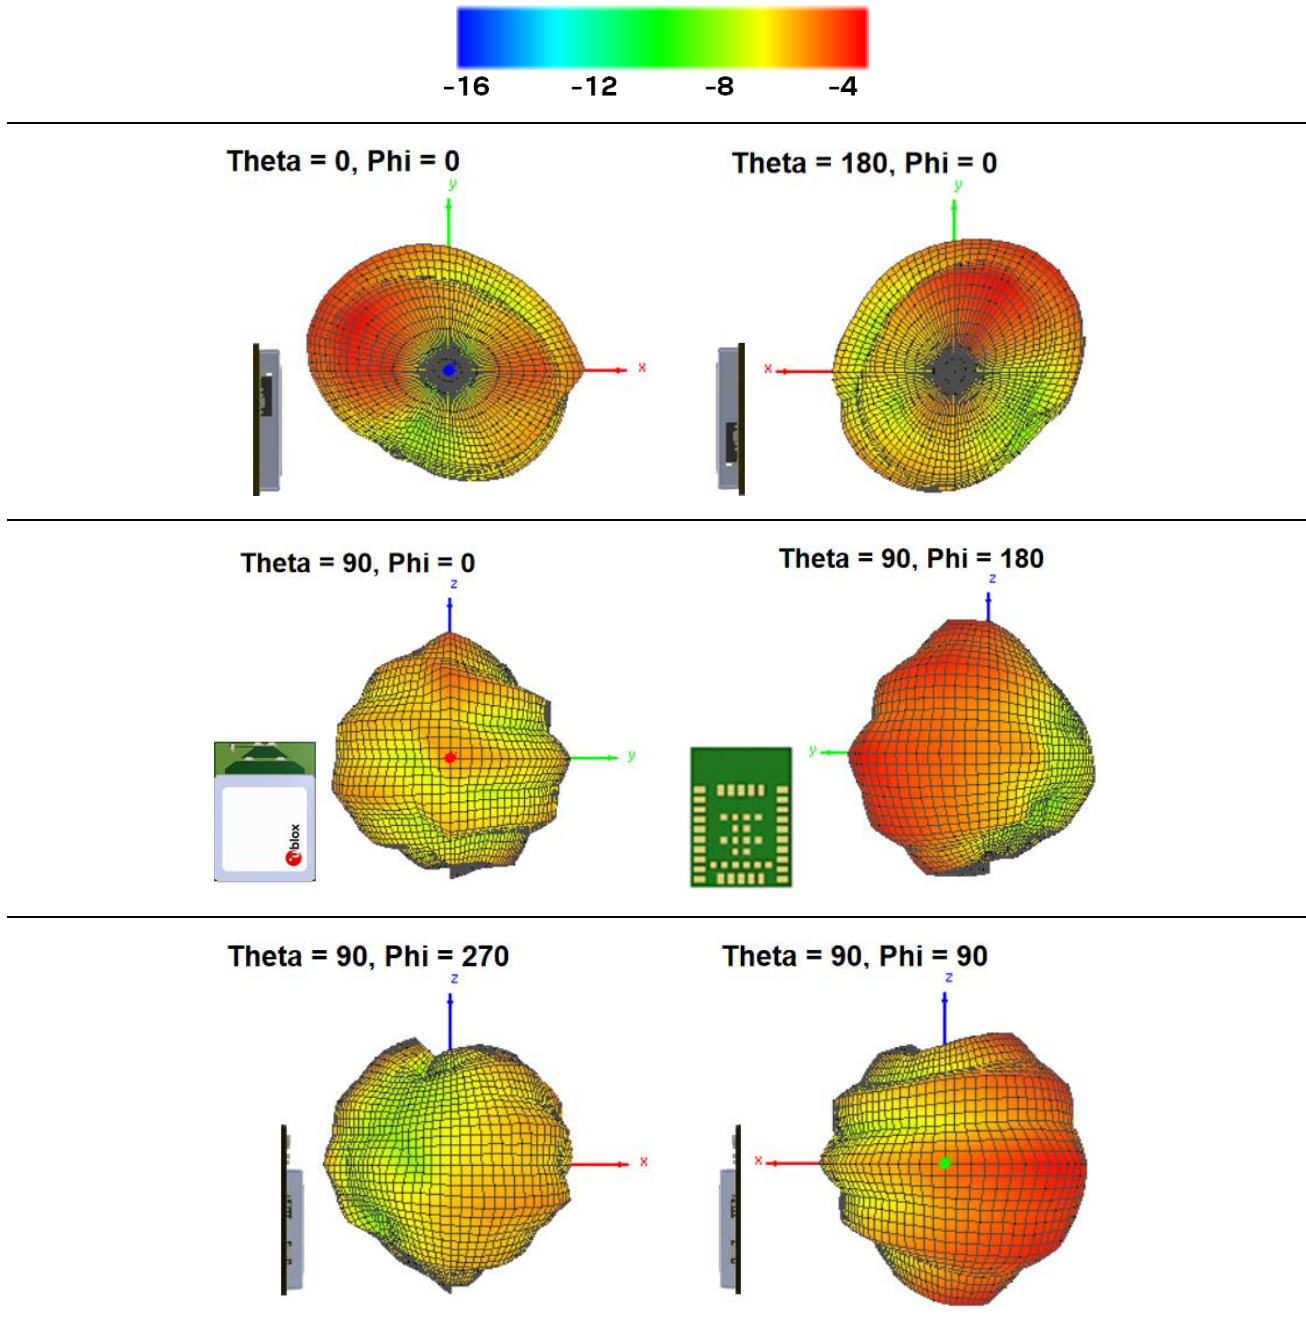 -16 -12 -8 -4
Theta = 0, Phi = 0
Theta = 180, Phi = 0
y
y
x
x
Theta = 90, Phi = 0
Theta = 90, Phi = 180
z
z
y
y
ublox
Theta = 90, Phi = 270
Theta = 90, Phi = 90
z
z
x
x